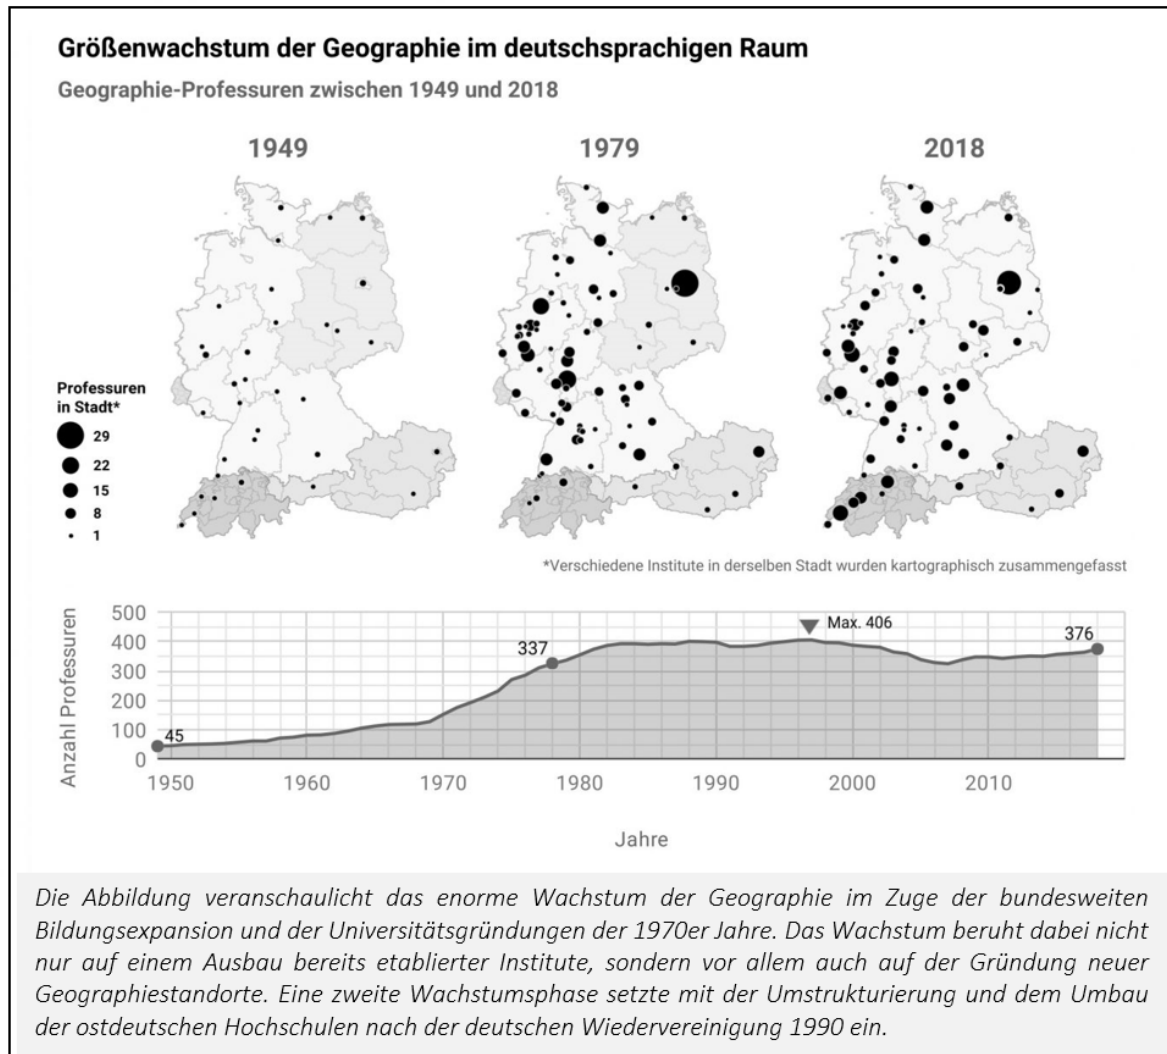 Größenwachstum der Geographie im deutschsprachigen Raum
Geographie-Professuren zwischen 1949 und 2018
1949
1979
2018
Professuren
in Stadt*
29
22
15
8
1
*Verschiedene Institute in derselben Stadt wurden kartographisch zusammengefasst
Anzahl Professuren
500
400
300
200
100
0
45
337
Max. 406
376
1950
1960
1970
1980
1990
2000
2010
Jahre
Die Abbildung veranschaulicht das enorme Wachstum der Geographie im Zuge der bundesweiten
Bildungsexpansion und der Universitätsgründungen der 1970er Jahre. Das Wachstum beruht dabei nicht
nur auf einem Ausbau bereits etablierter Institute, sondern vor allem auch auf der Gründung neuer
Geographiestandorte. Eine zweite Wachstumsphase setzte mit der Umstrukturierung und dem Umbau
der ostdeutschen Hochschulen nach der deutschen Wiedervereinigung 1990 ein.